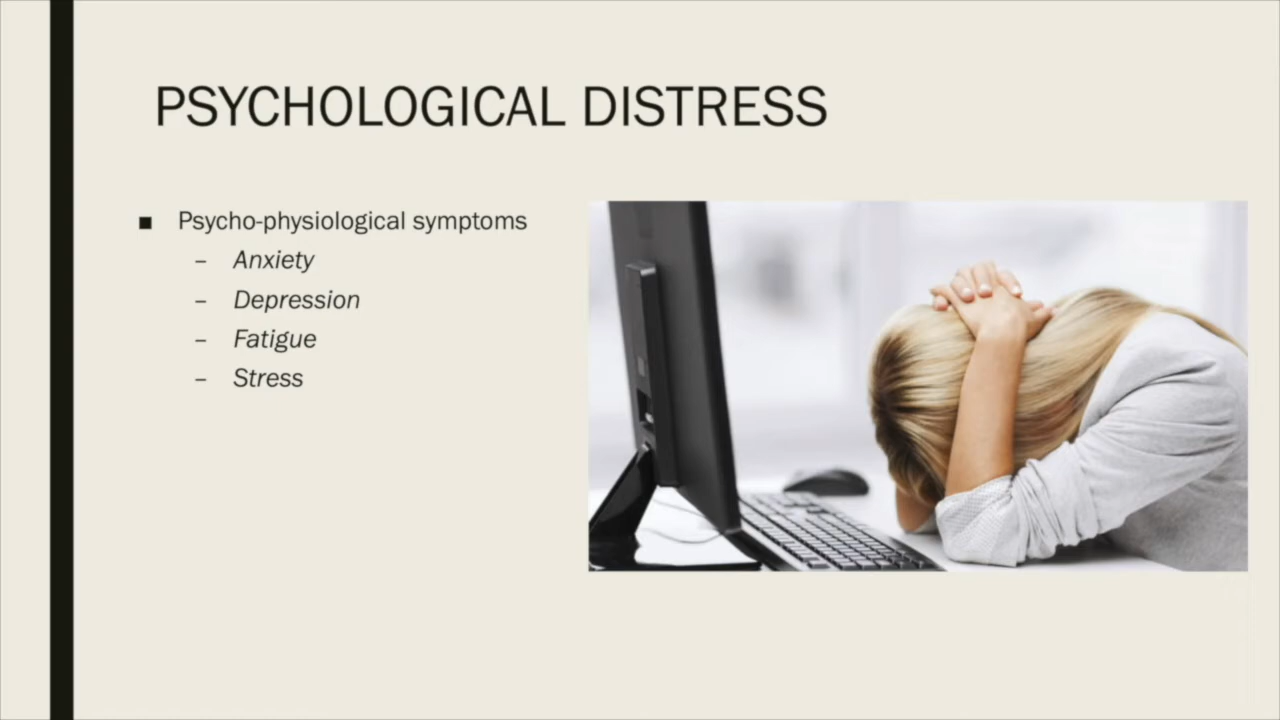 PSYCHOLOGICAL DISTRESS
■ Psycho-physiological symptoms
– Anxiety
– Depression
– Fatigue
– Stress